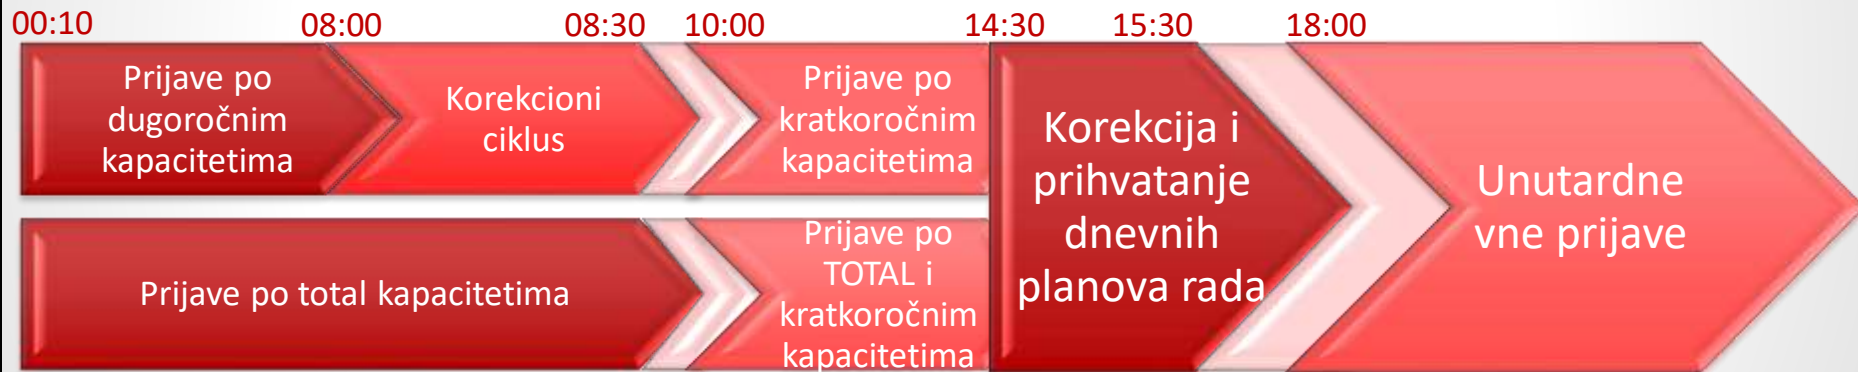 00:10 08:00 08:30 10:00 14:30 15:30 18:00
Prijave po
dugoročnim
kapacitetima
Korekcioni
ciklus
Prijave po
kratkoročnim
kapacitetima
Prijave po total kapacitetima
Prijave po
TOTAL i
kratkoročnim
kapacitetima
Korekcija i
prihvatanje
dnevnih
planova rada
Unutardne
vne prijave